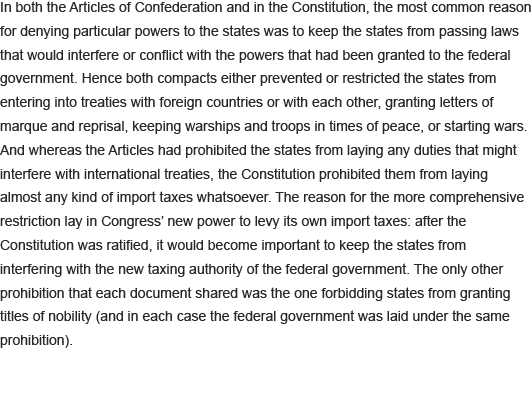 In both the Articles of Confederation and in the Constitution, the most common reason
for denying particular powers to the states was to keep the states from passing laws
that would interfere or conflict with the powers that had been granted to the federal
government. Hence both compacts either prevented or restricted the states from
entering into treaties with foreign countries or with each other, granting letters of
marque and reprisal, keeping warships and troops in times of peace, or starting wars.
And whereas the Articles had prohibited the states from laying any duties that might
interfere with international treaties, the Constitution prohibited them from laying
almost any kind of import taxes whatsoever. The reason for the more comprehensive
restriction lay in Congress’ new power to levy its own import taxes: after the
Constitution was ratified, it would become important to keep the states from
interfering with the new taxing authority of the federal government. The only other
prohibition that each document shared was the one forbidding states from granting
titles of nobility (and in each case the federal government was laid under the same
prohibition).